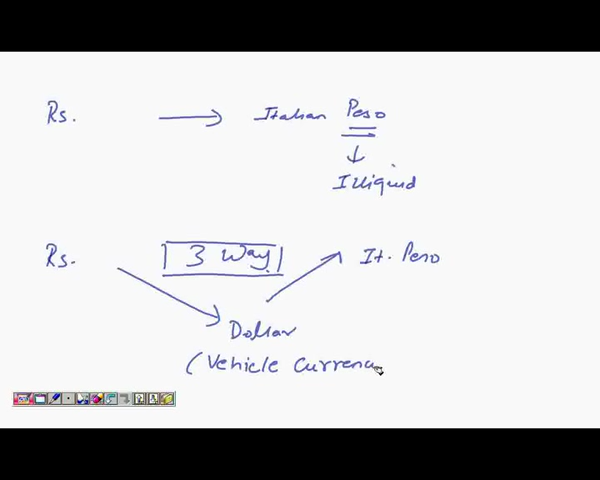 Rs. Italian Peso
Illiquid
Rs. 3 Way It. Peso
Dollar
(Vehicle Currenc